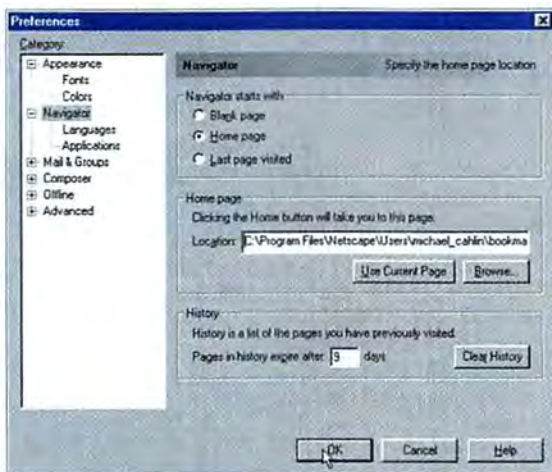 Preferences
Category:
Appearance
Fonts
Colors
Navigator
Languages
Applications
Mail & Groups
Composer
Offline
Advanced
Navigator Specify the home page location
Navigator starts with
Blank page
Home page
Last page visited
Home page
Clicking the Home button will take you to this page.
Location: C:\Program Files\Netscape\Users\michael_cahlin\bookma
Use Current Page Browse...
History
History is a list of the pages you have previously visited.
Pages in history expire after 9 days Clear History
OK Cancel Help